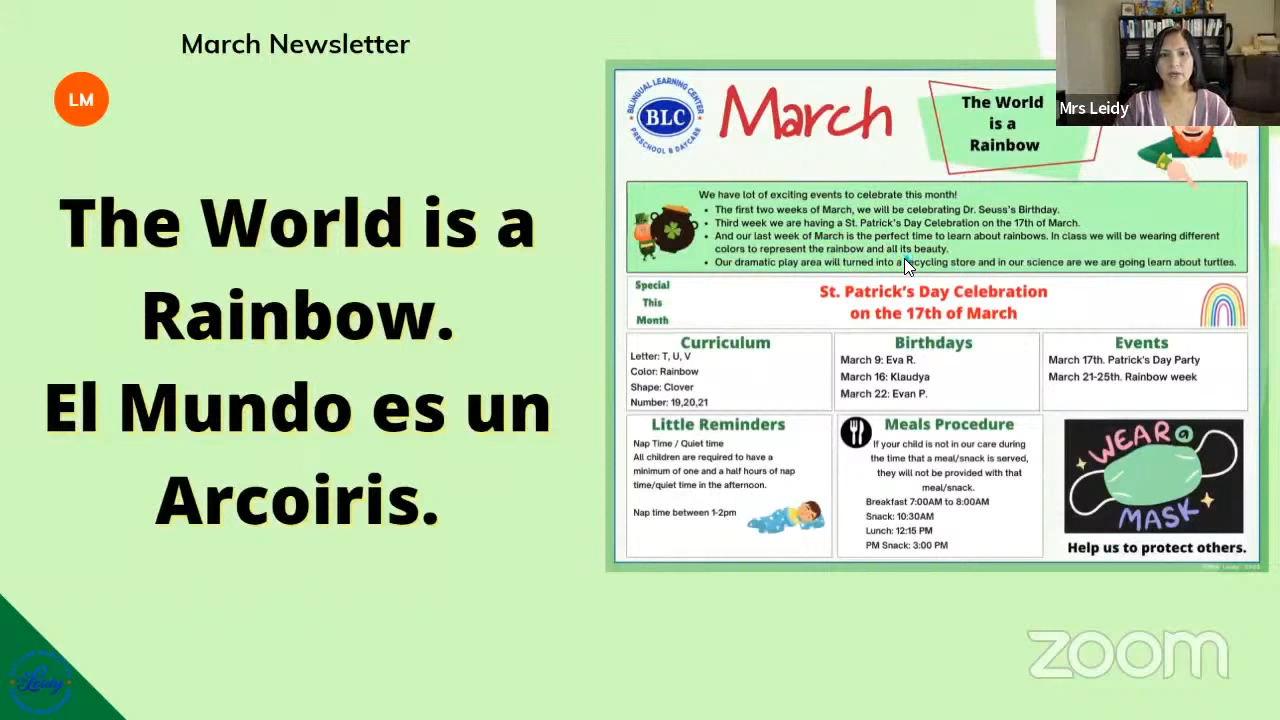 March Newsletter
LM
The World is a
Rainbow.
El Mundo es un
Arcoiris.
BILINGUAL LEARNING CENTER
BLC
PRESCHOOL & DAYCARE
March
The World
is a
Rainbow
Mrs Leidy
We have lot of exciting events to celebrate this month!
• The first two weeks of March, we will be celebrating Dr. Seuss's Birthday.
• Third week we are having a St. Patrick's Day Celebration on the 17th of March.
• And our last week of March is the perfect time to learn about rainbows. In class we will be wearing different
colors to represent the rainbow and all its beauty.
• Our dramatic play area will turned into a recycling store and in our science are we are going learn about turtles.
Special
This
Month
St. Patrick's Day Celebration
on the 17th of March
Curriculum
Letter: T, U, V
Color: Rainbow
Shape: Clover
Number: 19,20,21
Birthdays
March 9: Eva R.
March 16: Klaudya
March 22: Evan P.
Events
March 17th. Patrick's Day Party
March 21-25th. Rainbow week
Little Reminders
Nap Time / Quiet time
All children are required to have a
minimum of one and a half hours of nap
time/quiet time in the afternoon.
Nap time between 1-2pm
Meals Procedure
If your child is not in our care during
the time that a meal/snack is served,
they will not be provided with that
meal/snack.
Breakfast 7:00AM to 8:00AM
Snack: 10:30AM
Lunch: 12:15 PM
PM Snack: 3:00 PM
WEAR a
MASK
Help us to protect others.
Leidy
zoom